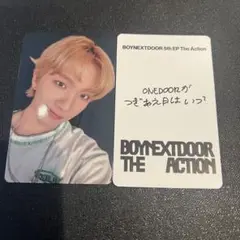 BOYNEXTDOOR 5th EP The Action
ONEDOORが
つぎあえる日はいつ?
BOYNEXTDOOR
THE ACTION